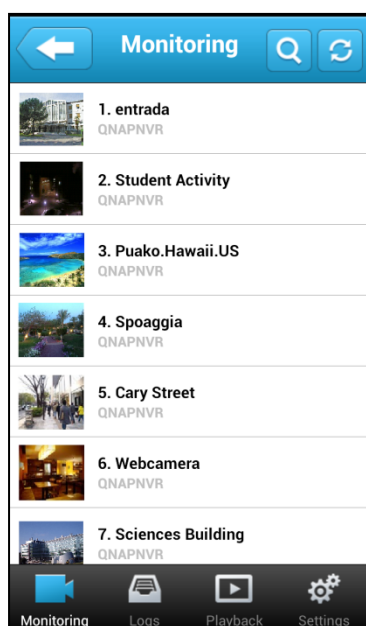 Monitoring
1. entrada
QNAPNVR
2. Student Activity
QNAPNVR
3. Puako.Hawaii.US
QNAPNVR
4. Spoaggia
QNAPNVR
5. Cary Street
QNAPNVR
6. Webcamera
QNAPNVR
7. Sciences Building
QNAPNVR
Monitoring Logs Playback Settings